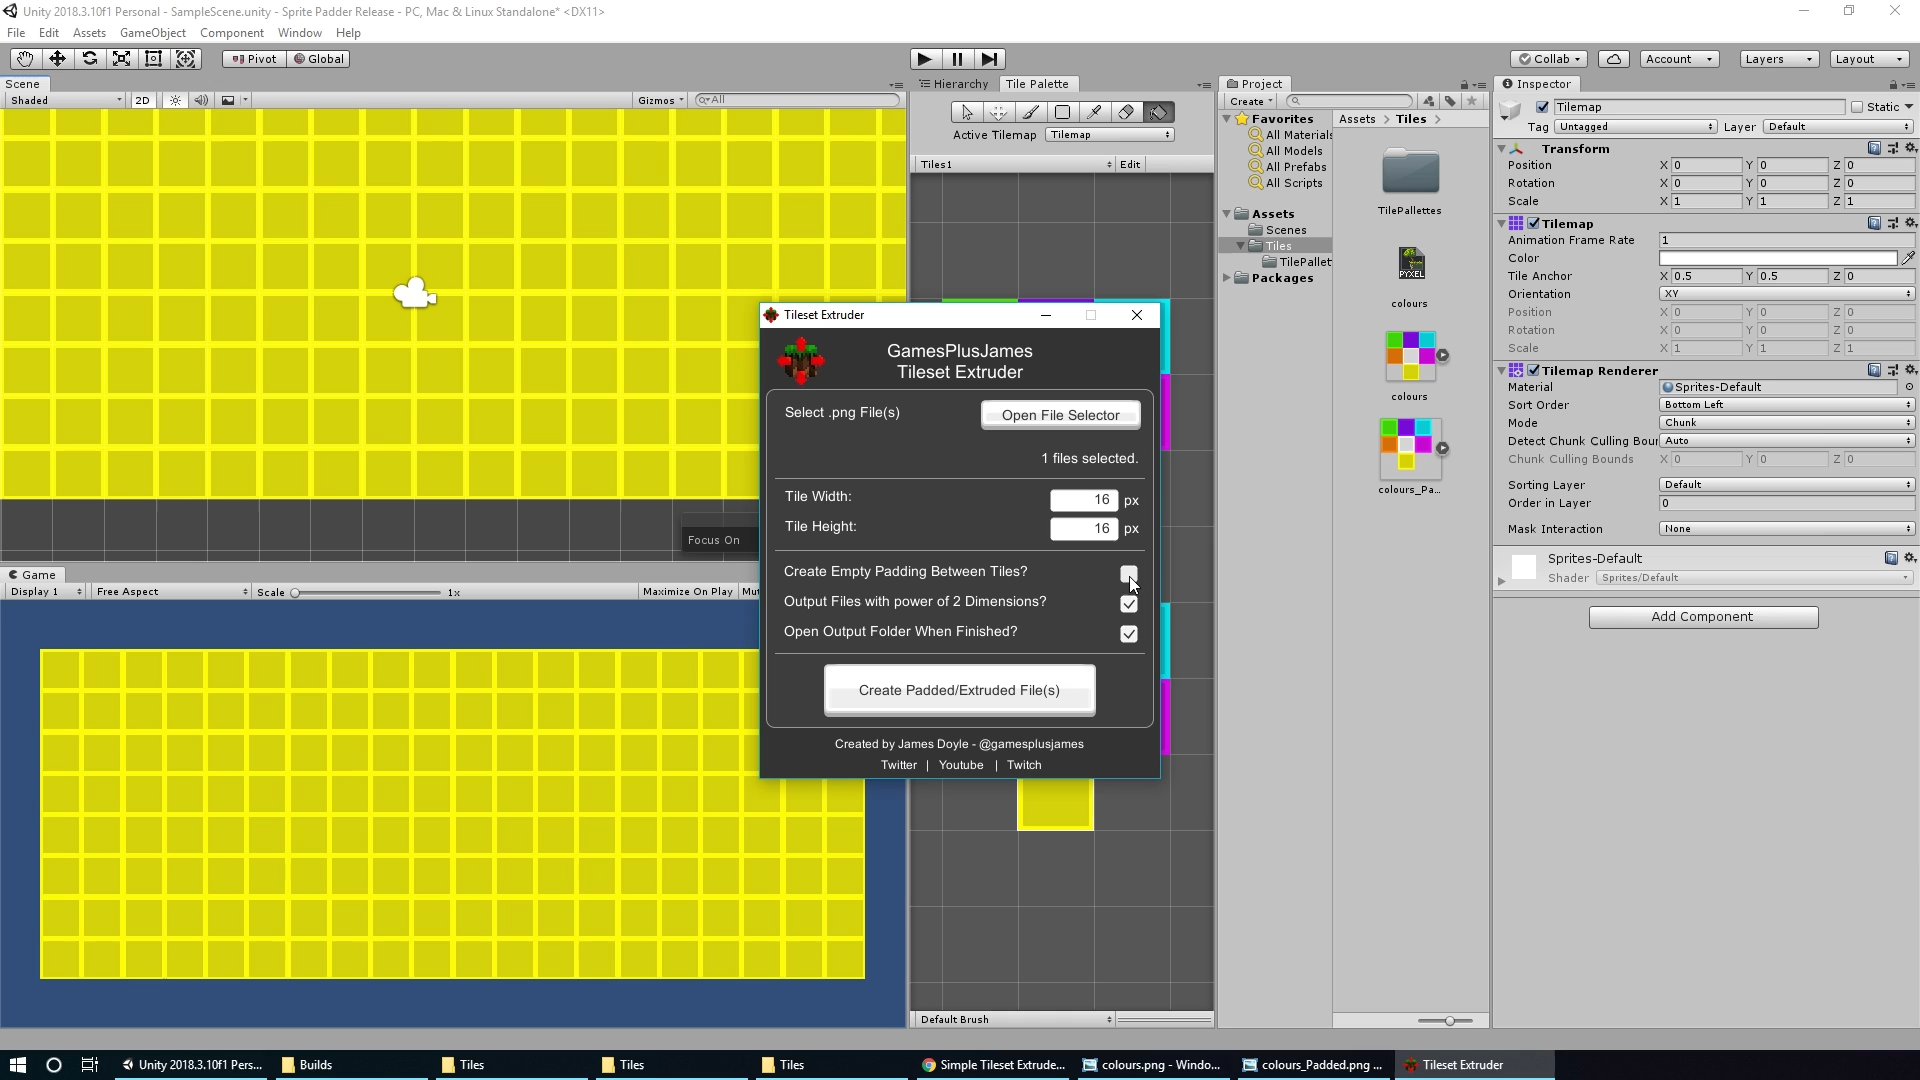 Unity 2018.3.10f1 Personal - SampleScene.unity - Sprite Padder Release - PC, Mac & Linux Standalone* <DX11>
File Edit Assets GameObject Component Window Help
Pivot Global
Collab Account Layers Layout
Scene
Shaded 2D Gizmos All
Hierarchy Tile Palette
Active Tilemap Tilemap
Tiles1 Edit
Project
Create
Favorites
All Materials
All Models
All Prefabs
All Scripts
Assets
Scenes
Tiles
TilePallet
Packages
Assets > Tiles >
TilePallettes
PYXEL
colours
colours
colours_Pa...
Inspector
Tilemap Static
Tag Untagged Layer Default
Transform
Position X 0 Y 0 Z 0
Rotation X 0 Y 0 Z 0
Scale X 1 Y 1 Z 1
Tilemap
Animation Frame Rate 1
Color
Tile Anchor X 0.5 Y 0.5 Z 0
Orientation XY
Position X 0 Y 0 Z 0
Rotation X 0 Y 0 Z 0
Scale X 1 Y 1 Z 1
Tilemap Renderer
Material Sprites-Default
Sort Order Bottom Left
Mode Chunk
Detect Chunk Culling Bour Auto
Chunk Culling Bounds X 0 Y 0 Z 0
Sorting Layer Default
Order in Layer 0
Mask Interaction None
Sprites-Default
Shader Sprites/Default
Add Component
Focus On
Game
Display 1 Free Aspect Scale 1x Maximize On Play Mut
Tileset Extruder
GamesPlusJames
Tileset Extruder
Select .png File(s) Open File Selector
1 files selected.
Tile Width: 16 px
Tile Height: 16 px
Create Empty Padding Between Tiles?
Output Files with power of 2 Dimensions?
Open Output Folder When Finished?
Create Padded/Extruded File(s)
Created by James Doyle - @gamesplusjames
Twitter | Youtube | Twitch
Default Brush
Unity 2018.3.10f1 Pers... Builds Tiles Tiles Tiles Simple Tileset Extrude... colours.png - Windo... colours_Padded.png ... Tileset Extruder